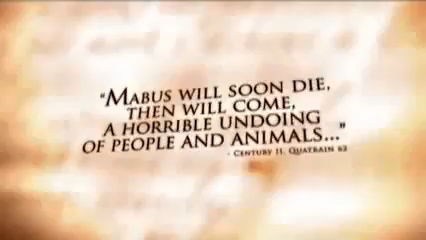 "Mabus will soon die,
then will come,
a horrible undoing
of people and animals..."
- Century II, Quatrain 62